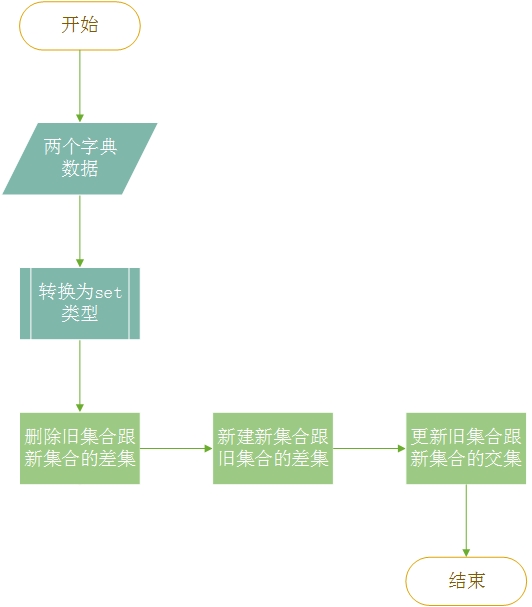 开始
两个字典
数据
转换为set
类型
删除旧集合跟
新集合的差集
新建新集合跟
旧集合的差集
更新旧集合跟
新集合的交集
结束